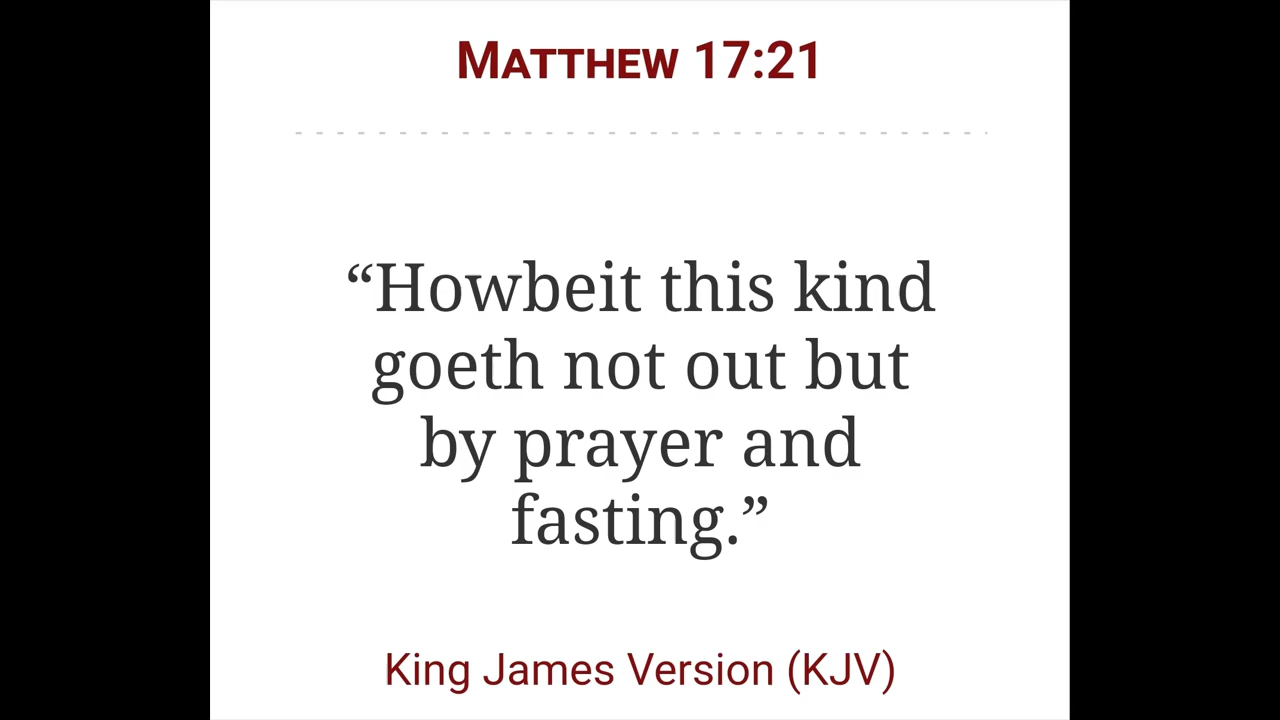 MATTHEW 17:21
“Howbeit this kind
goeth not out but
by prayer and
fasting.”
King James Version (KJV)